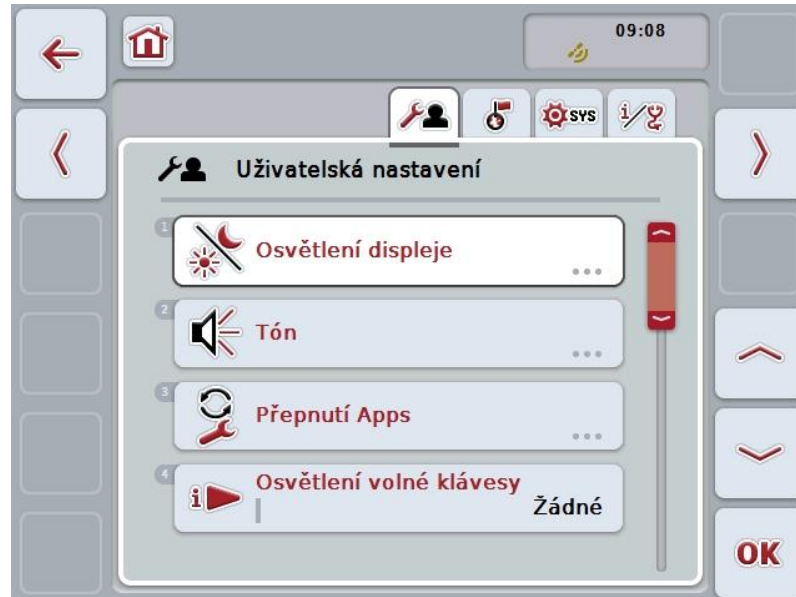 09:08
SYS
i
Uživatelská nastavení
1
Osvětlení displeje
2
Tón
3
Přepnutí Apps
4
i
Osvětlení volné klávesy
Žádné
OK